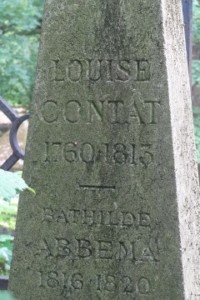 LOUISE
CONTAT
1760-1813
—
BATHILDE
ABBEMA
1816-1820